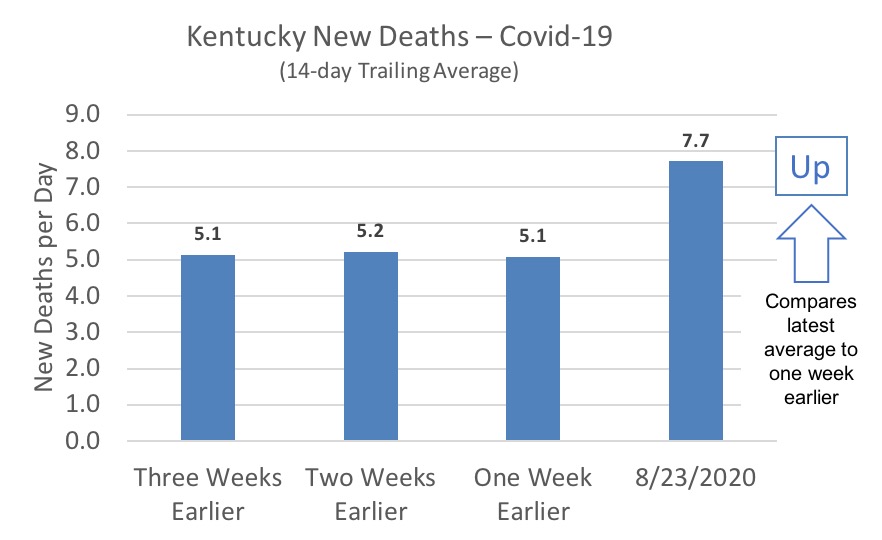 Kentucky New Deaths – Covid-19
(14-day Trailing Average)
New Deaths per Day
9.0
8.0
7.0
6.0
5.0
4.0
3.0
2.0
1.0
0.0
5.1
5.2
5.1
7.7
Three Weeks
Earlier
Two Weeks
Earlier
One Week
Earlier
8/23/2020
Up
Compares
latest
average to
one week
earlier